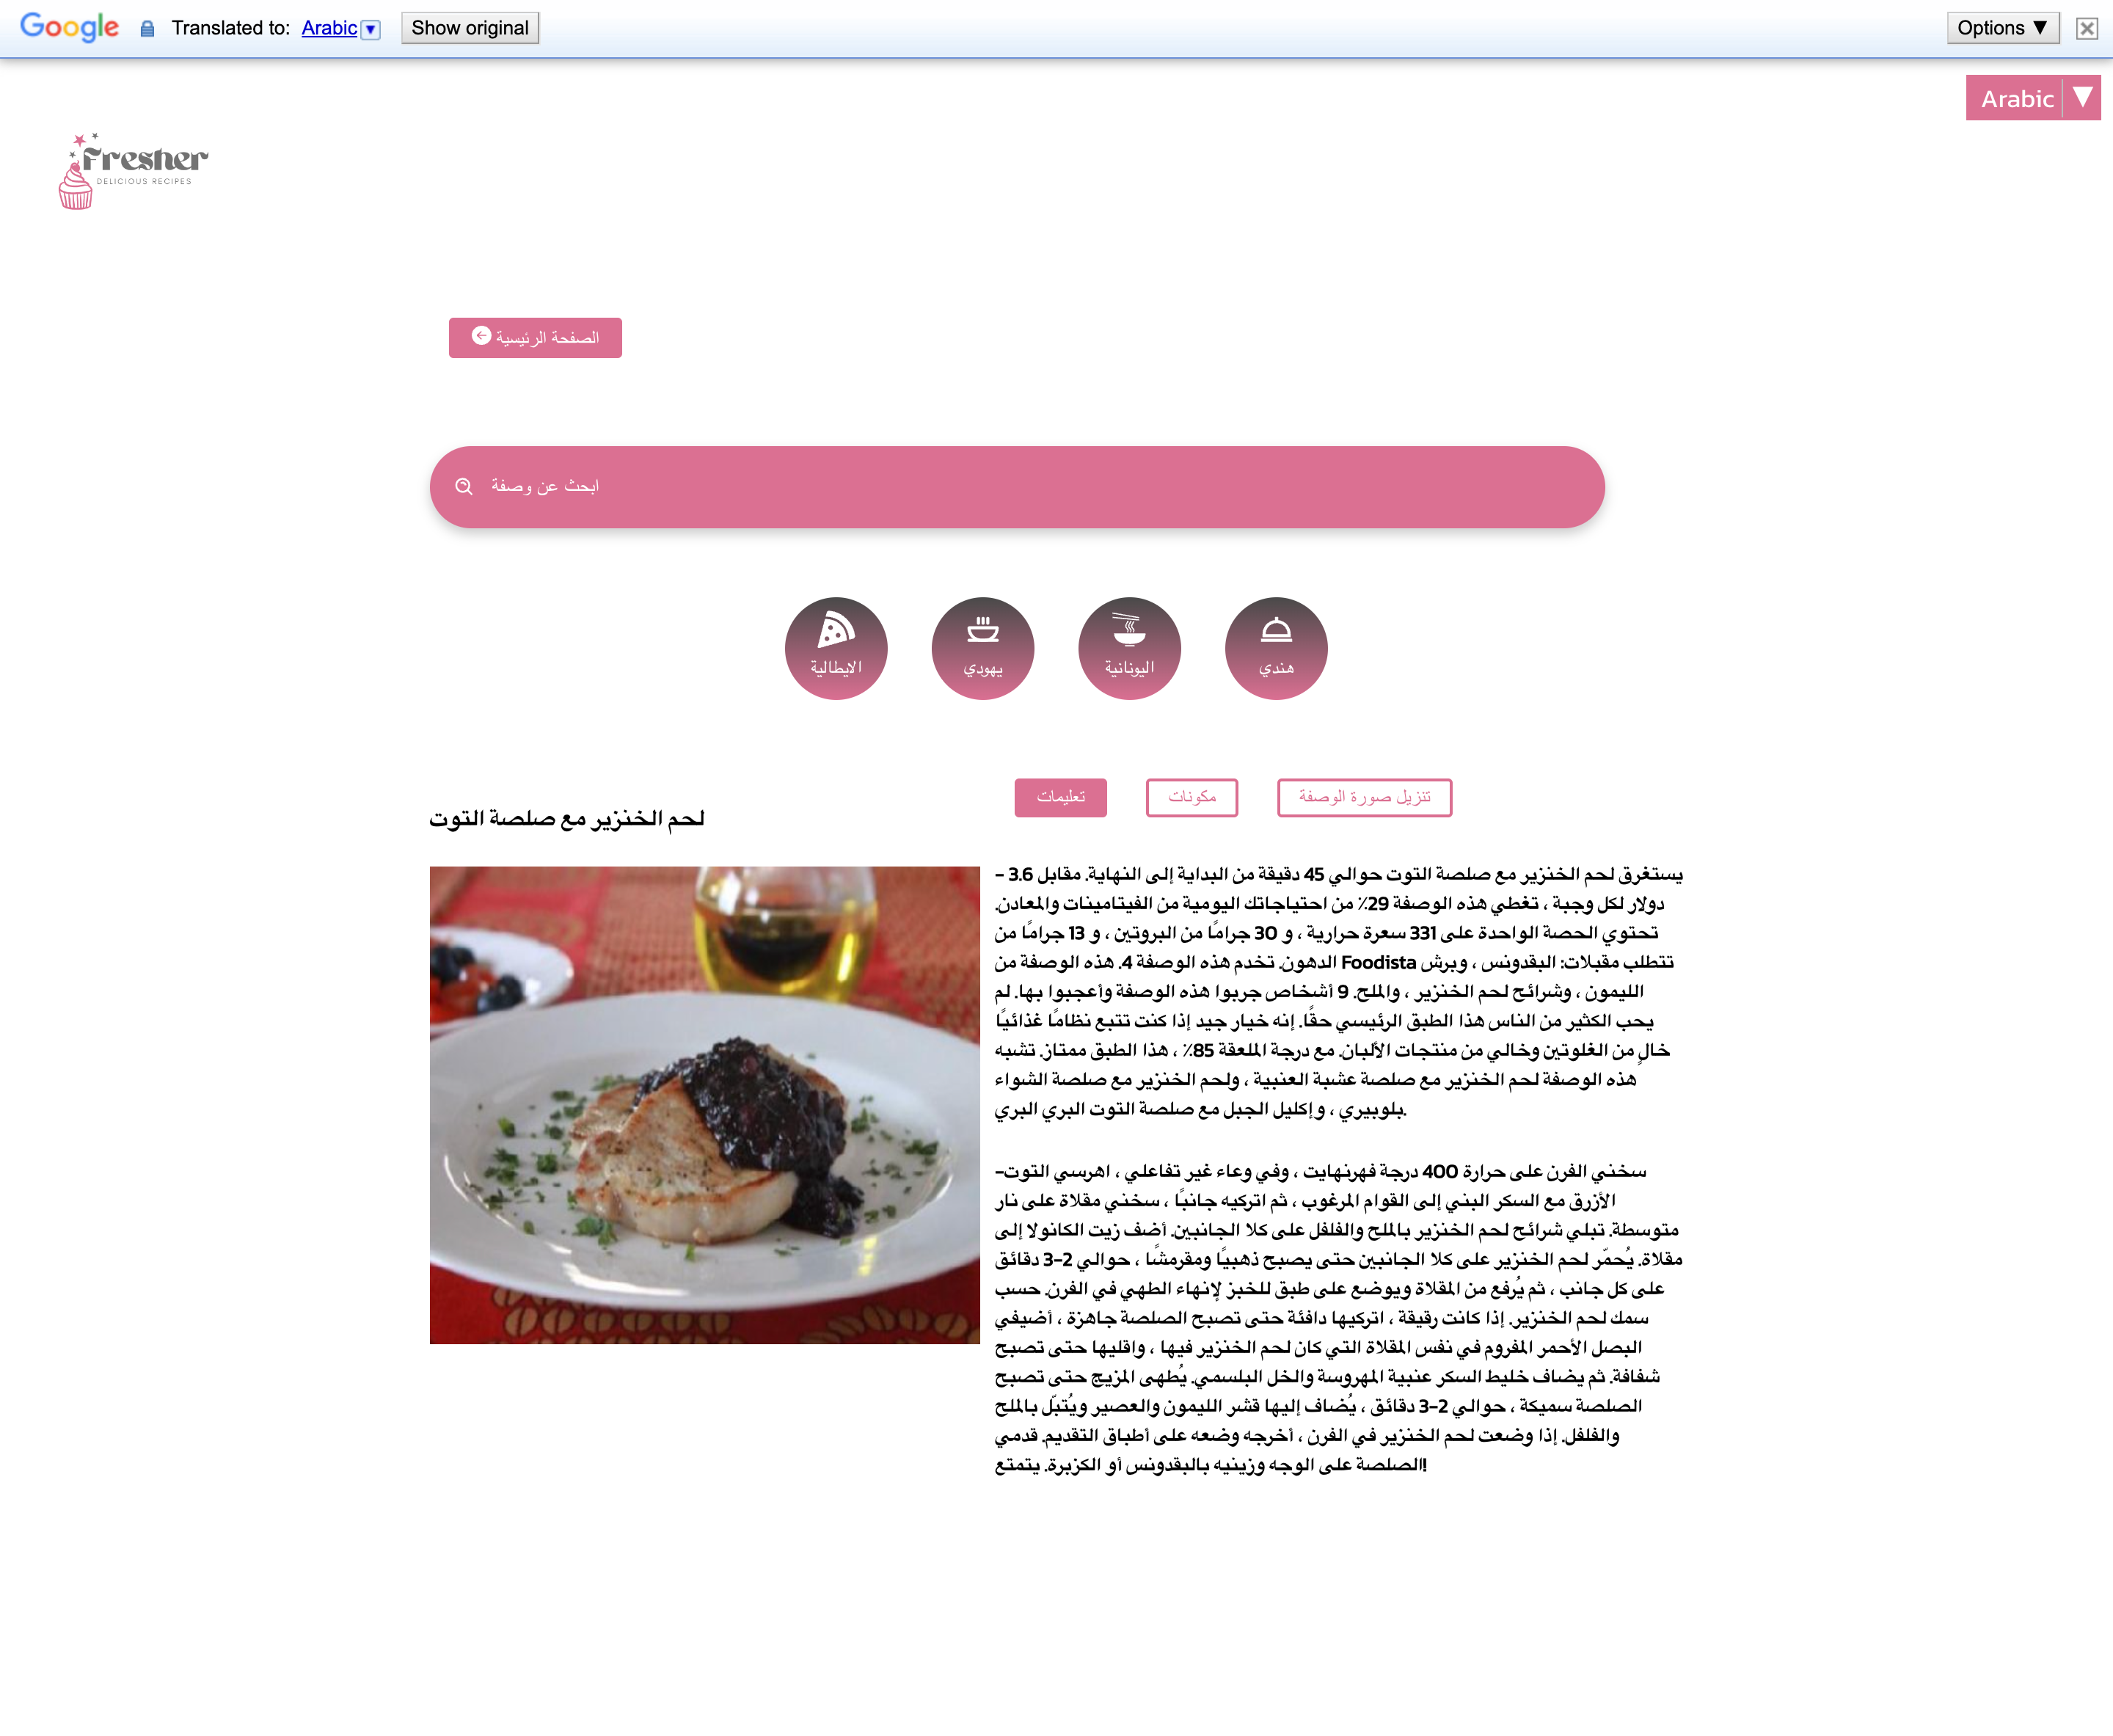 Google Translated to: Arabic ▼ Show original Options ▼
Arabic ▼
Fresher
DELICIOUS RECIPES
الصفحة الرئيسية
ابحث عن وصفة
الايطالية
يهودي
اليونانية
هندي
تعليمات
مكونات
تنزيل صورة الوصفة
لحم الخنزير مع صلصة التوت
يستغرق لحم الخنزير مع صلصة التوت حوالي 45 دقيقة من البداية إلى النهاية. مقابل 3.6 -
دولار لكل وجبة ، تغطي هذه الوصفة 29٪ من احتياجاتك اليومية من الفيتامينات والمعادن.
تحتوي الحصة الواحدة على 331 سعرة حرارية ، و 30 جرامًا من البروتين ، و 13 جرامًا من
تتطلب مقبلات: البقدونس ، وبرش Foodista الدهون. تخدم هذه الوصفة 4. هذه الوصفة من
الليمون ، وشرائح لحم الخنزير ، والملح. 9 أشخاص جربوا هذه الوصفة وأعجبوا بها. لم
يحب الكثير من الناس هذا الطبق الرئيسي حقًا. إنه خيار جيد إذا كنت تتبع نظامًا غذائيًا
خالٍ من الغلوتين وخالي من منتجات الألبان. مع درجة الملعقة 85٪ ، هذا الطبق ممتاز. تشبه
هذه الوصفة لحم الخنزير مع صلصة عشبة العنبية ، ولحم الخنزير مع صلصة الشواء
بلوبيري ، وإكليل الجبل مع صلصة التوت البري البري.
سخني الفرن على حرارة 400 درجة فهرنهايت ، وفي وعاء غير تفاعلي ، اهرسي التوت-
الأزرق مع السكر البني إلى القوام المرغوب ، ثم اتركيه جانبًا ، سخني مقلاة على نار
متوسطة. تبلي شرائح لحم الخنزير بالملح والفلفل على كلا الجانبين. أضف زيت الكانولا إلى
مقلاة. يُحمّر لحم الخنزير على كلا الجانبين حتى يصبح ذهبيًا ومقرمشًا ، حوالي 2-3 دقائق
على كل جانب ، ثم يُرفع من المقلاة ويوضع على طبق للخبز لإنهاء الطهي في الفرن. حسب
سمك لحم الخنزير. إذا كانت رقيقة ، اتركيها دافئة حتى تصبح الصلصة جاهزة ، أضيفي
البصل الأحمر المفروم في نفس المقلاة التي كان لحم الخنزير فيها ، واقليها حتى تصبح
شفافة. ثم يضاف خليط السكر عنبية المهروسة والخل البلسمي. يُطهى المزيج حتى تصبح
الصلصة سميكة ، حوالي 2-3 دقائق ، يُضاف إليها قشر الليمون والعصير ويُتبّل بالملح
والفلفل. إذا وضعت لحم الخنزير في الفرن ، أخرجه وضعه على أطباق التقديم. قدمي
الصلصة على الوجه وزينيه بالبقدونس أو الكزبرة. يتمتع!